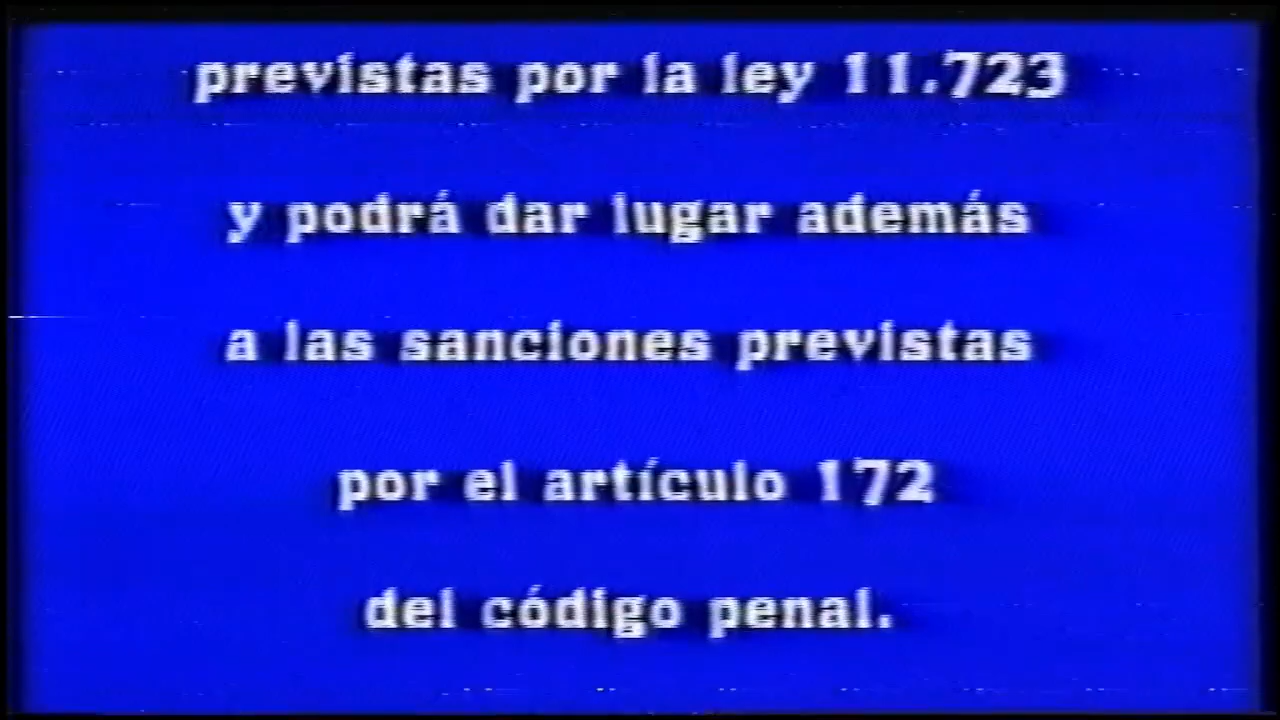 previstas por la ley 11.723
y podrá dar lugar además
a las sanciones previstas
por el artículo 172
del código penal.